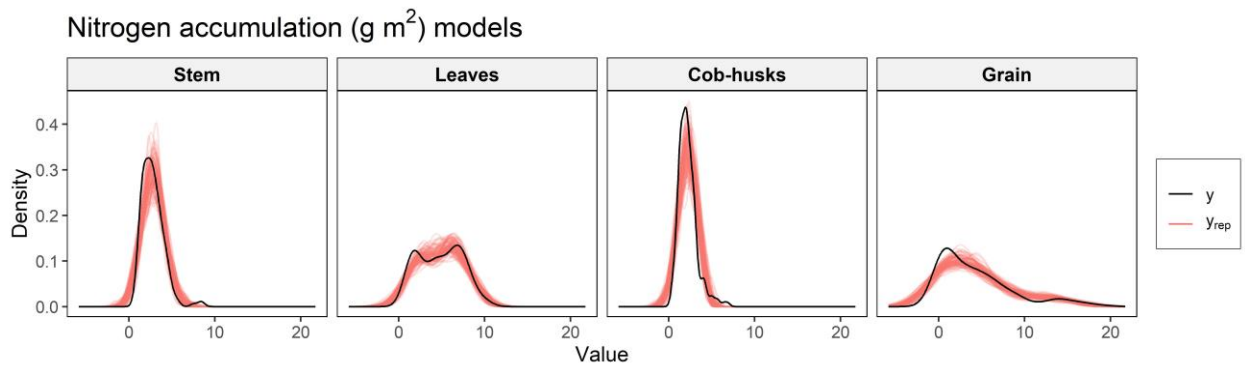 Nitrogen accumulation (g m²) models
Stem
Leaves
Cob-husks
Grain
0.4
0.3
0.2
0.1
0.0
Density
0 10 20
0 10 20
0 10 20
0 10 20
Value
y
y_rep